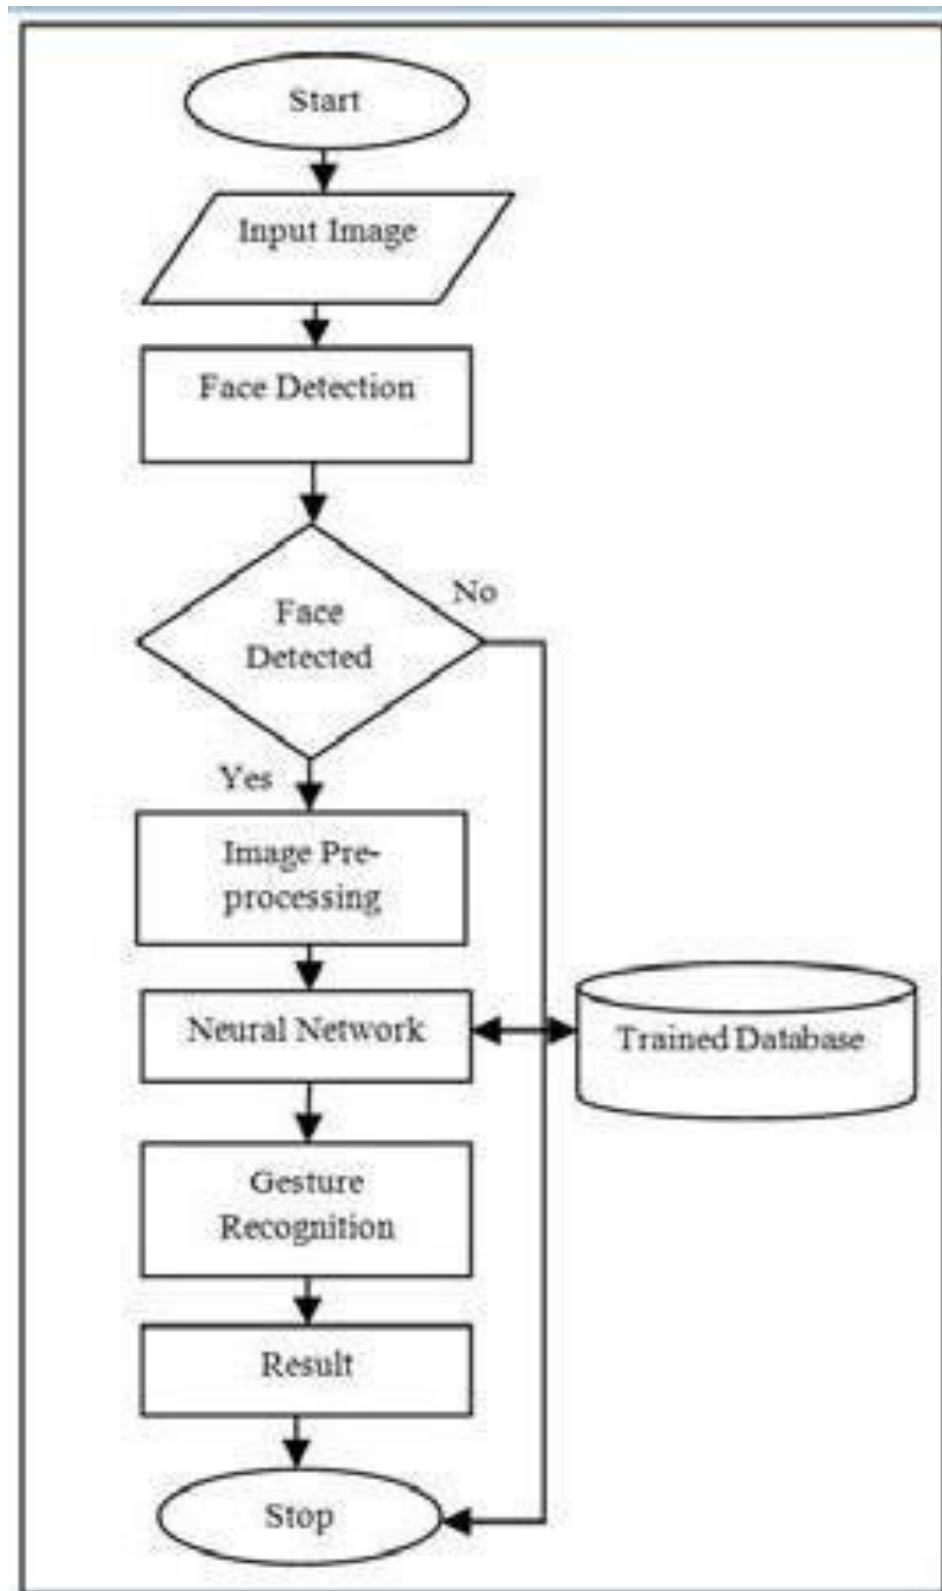 Start
Input Image
Face Detection
No
Face
Detected
Yes
Image Pre-
processing
Neural Network
Trained Database
Gesture
Recognition
Result
Stop